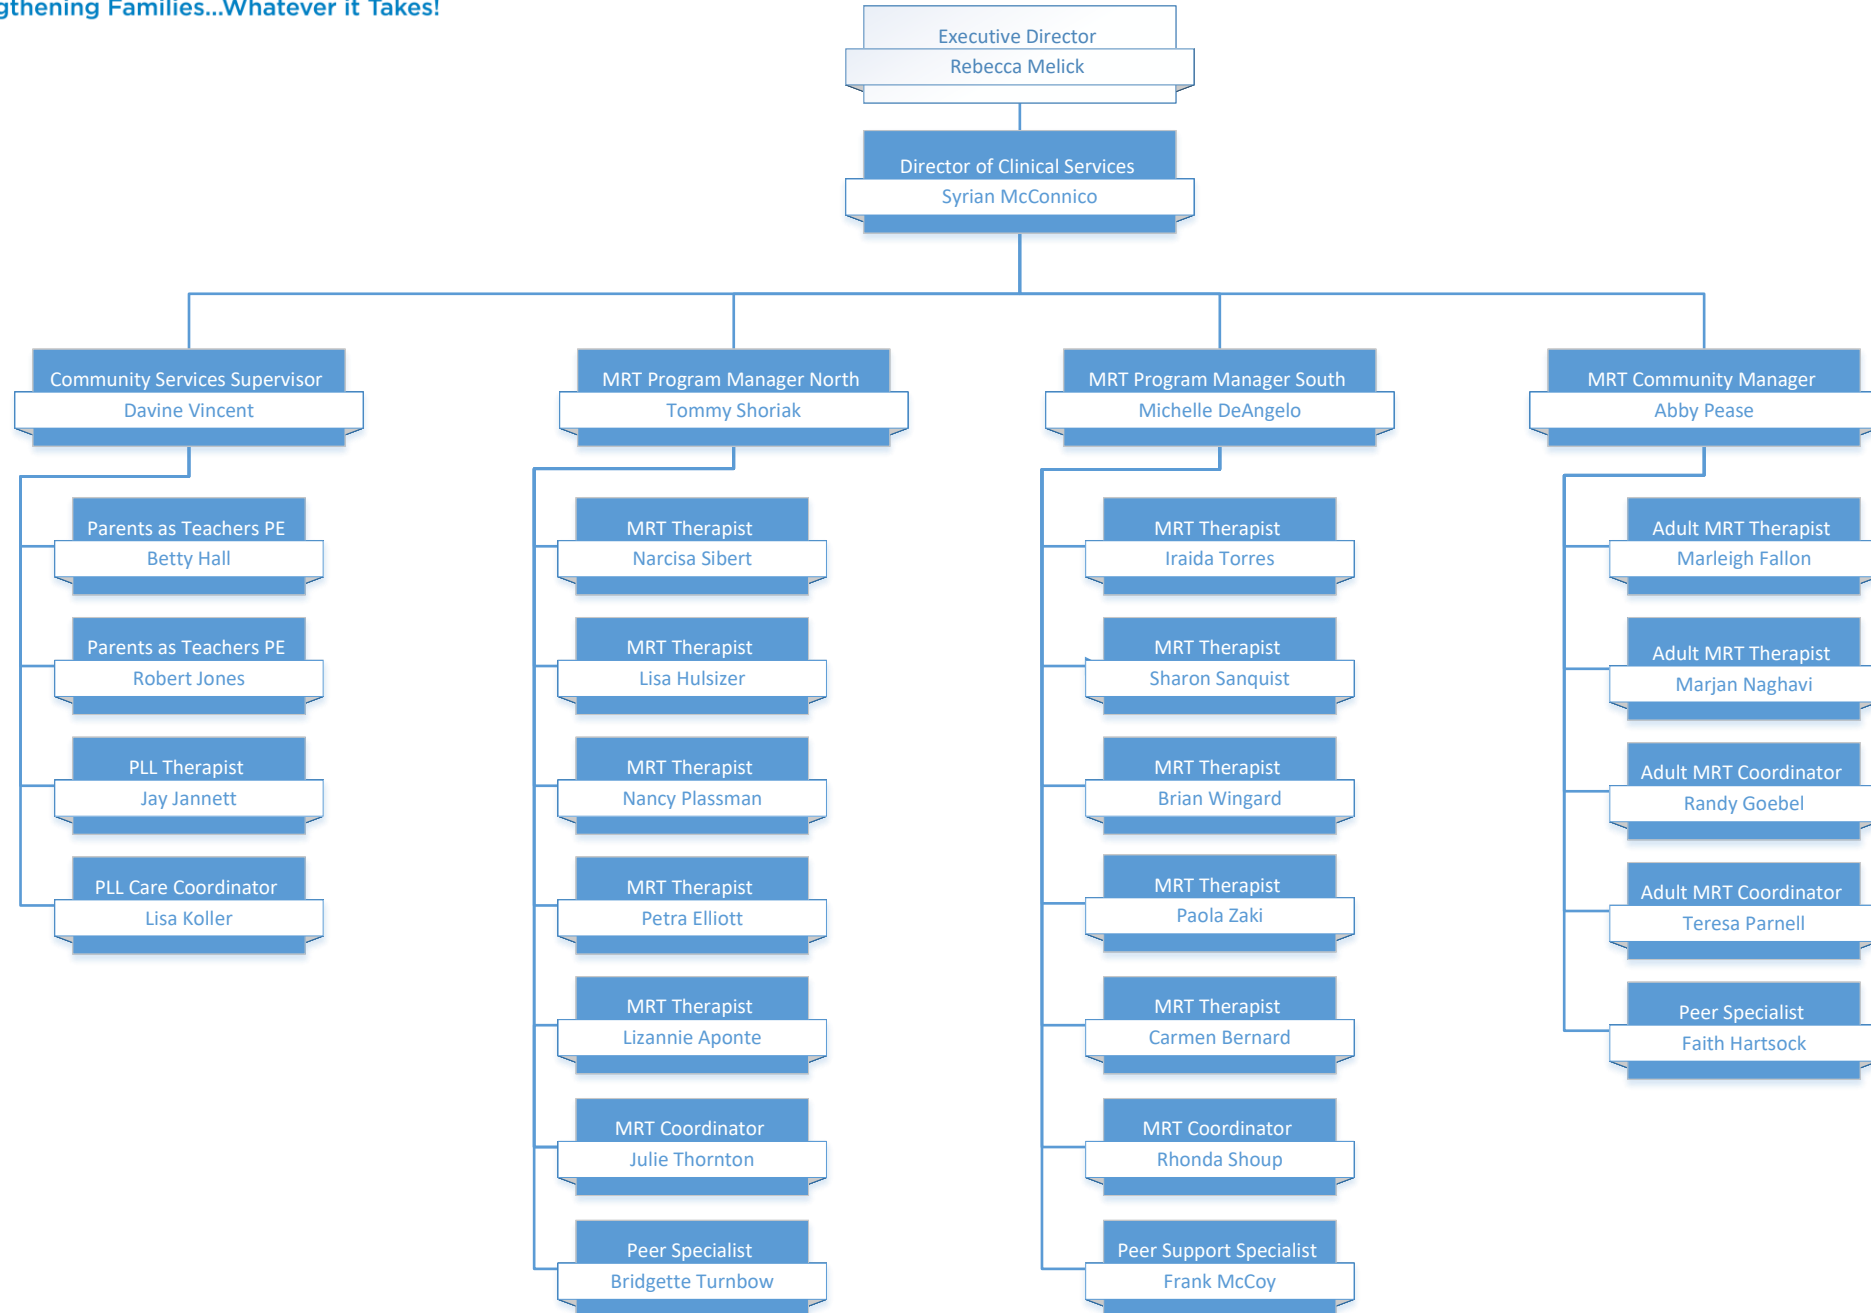 gthening Families...Whatever it Takes!
Executive Director
Rebecca Melick
Director of Clinical Services
Syrian McConnico
Community Services Supervisor
Davine Vincent
Parents as Teachers PE
Betty Hall
Parents as Teachers PE
Robert Jones
PLL Therapist
Jay Jannett
PLL Care Coordinator
Lisa Koller
MRT Program Manager North
Tommy Shoriak
MRT Therapist
Narcisa Sibert
MRT Therapist
Lisa Hulsizer
MRT Therapist
Nancy Plassman
MRT Therapist
Petra Elliott
MRT Therapist
Lizannie Aponte
MRT Coordinator
Julie Thornton
Peer Specialist
Bridgette Turnbow
MRT Program Manager South
Michelle DeAngelo
MRT Therapist
Iraida Torres
MRT Therapist
Sharon Sanquist
MRT Therapist
Brian Wingard
MRT Therapist
Paola Zaki
MRT Therapist
Carmen Bernard
MRT Coordinator
Rhonda Shoup
Peer Support Specialist
Frank McCoy
MRT Community Manager
Abby Pease
Adult MRT Therapist
Marleigh Fallon
Adult MRT Therapist
Marjan Naghavi
Adult MRT Coordinator
Randy Goebel
Adult MRT Coordinator
Teresa Parnell
Peer Specialist
Faith Hartsock